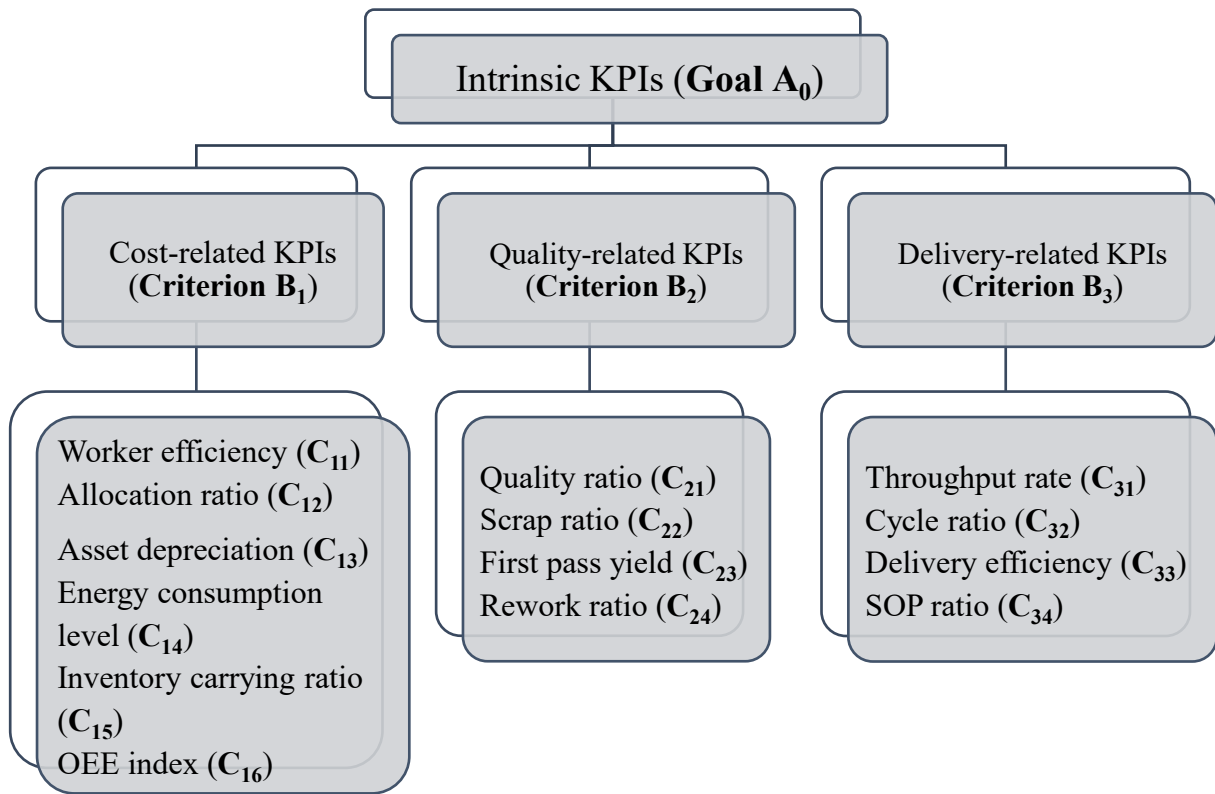 Intrinsic KPIs (Goal A₀)
Cost-related KPIs
(Criterion B₁)
Quality-related KPIs
(Criterion B₂)
Delivery-related KPIs
(Criterion B₃)
Worker efficiency (C₁₁)
Allocation ratio (C₁₂)
Asset depreciation (C₁₃)
Energy consumption
level (C₁₄)
Inventory carrying ratio
(C₁₅)
OEE index (C₁₆)
Quality ratio (C₂₁)
Scrap ratio (C₂₂)
First pass yield (C₂₃)
Rework ratio (C₂₄)
Throughput rate (C₃₁)
Cycle ratio (C₃₂)
Delivery efficiency (C₃₃)
SOP ratio (C₃₄)